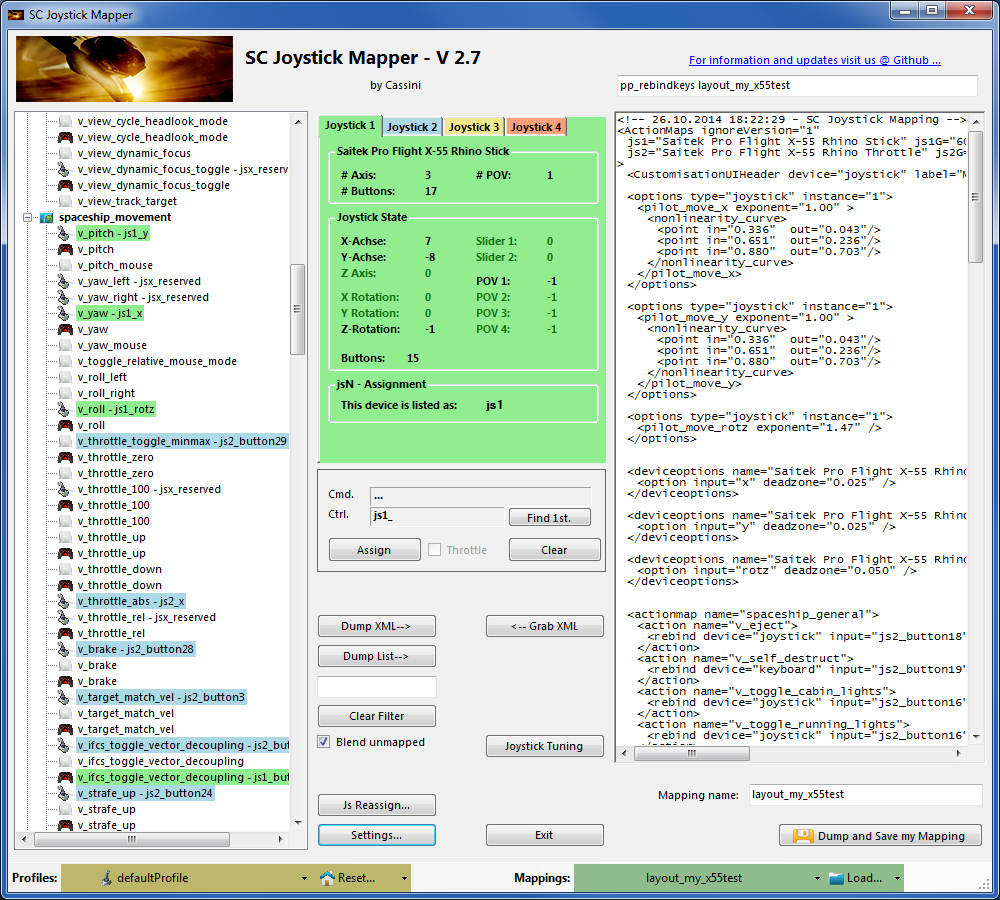 SC Joystick Mapper
SC Joystick Mapper - V 2.7
by Cassini
For information and updates visit us @ Github ...
pp_rebindkeys layout_my_x55test
v_view_cycle_headlook_mode
v_view_cycle_headlook_mode
v_view_dynamic_focus
v_view_dynamic_focus_toggle - jsx_reserv
v_view_dynamic_focus_toggle
v_view_track_target
spaceship_movement
v_pitch - js1_y
v_pitch
v_pitch_mouse
v_yaw_left - jsx_reserved
v_yaw_right - jsx_reserved
v_yaw - js1_x
v_yaw
v_yaw_mouse
v_toggle_relative_mouse_mode
v_roll_left
v_roll_right
v_roll - js1_rotz
v_roll
v_throttle_toggle_minmax - js2_button29
v_throttle_zero
v_throttle_zero
v_throttle_100 - jsx_reserved
v_throttle_100
v_throttle_100
v_throttle_up
v_throttle_up
v_throttle_down
v_throttle_down
v_throttle_abs - js2_x
v_throttle_rel - jsx_reserved
v_throttle_rel
v_brake - js2_button28
v_brake
v_brake
v_target_match_vel - js2_button3
v_target_match_vel
v_target_match_vel
v_ifcs_toggle_vector_decoupling - js2_but
v_ifcs_toggle_vector_decoupling
v_ifcs_toggle_vector_decoupling - js1_but
v_strafe_up - js2_button24
v_strafe_up
v_strafe_up
Joystick 1 Joystick 2 Joystick 3 Joystick 4
Saitek Pro Flight X-55 Rhino Stick
# Axis: 3 # POV: 1
# Buttons: 17
Joystick State
X-Achse: 7 Slider 1: 0
Y-Achse: -8 Slider 2: 0
Z Axis: 0
POV 1: -1
X Rotation: 0 POV 2: -1
Y Rotation: 0 POV 3: -1
Z-Rotation: -1 POV 4: -1
Buttons: 15
jsN - Assignment
This device is listed as: js1
Cmd. ...
Ctrl. js1_ Find 1st.
Assign Throttle Clear
Dump XML--> <-- Grab XML
Dump List-->
Clear Filter
Blend unmapped
Joystick Tuning
Js Reassign...
Settings... Exit
<!-- 26.10.2014 18:22:29 - SC Joystick Mapping -->
<ActionMaps ignoreVersion="1"
js1="Saitek Pro Flight X-55 Rhino Stick" js1G="6
js2="Saitek Pro Flight X-55 Rhino Throttle" js2G=
>
<CustomisationUIHeader device="joystick" label="
<options type="joystick" instance="1">
<pilot_move_x exponent="1.00" >
<nonlinearity_curve>
<point in="0.336" out="0.043"/>
<point in="0.651" out="0.236"/>
<point in="0.880" out="0.703"/>
</nonlinearity_curve>
</pilot_move_x>
</options>
<options type="joystick" instance="1">
<pilot_move_y exponent="1.00" >
<nonlinearity_curve>
<point in="0.336" out="0.043"/>
<point in="0.651" out="0.236"/>
<point in="0.880" out="0.703"/>
</nonlinearity_curve>
</pilot_move_y>
</options>
<options type="joystick" instance="1">
<pilot_move_rotz exponent="1.47" />
</options>
<deviceoptions name="Saitek Pro Flight X-55 Rhin
<option input="x" deadzone="0.025" />
</deviceoptions>
<deviceoptions name="Saitek Pro Flight X-55 Rhin
<option input="y" deadzone="0.025" />
</deviceoptions>
<deviceoptions name="Saitek Pro Flight X-55 Rhin
<option input="rotz" deadzone="0.050" />
</deviceoptions>
<actionmap name="spaceship_general">
<action name="v_eject">
<rebind device="joystick" input="js2_button18"
</action>
<action name="v_self_destruct">
<rebind device="keyboard" input="js2_button19"
</action>
<action name="v_toggle_cabin_lights">
<rebind device="joystick" input="js2_button16"
</action>
<action name="v_toggle_running_lights">
<rebind device="joystick" input="js2_button16"
Mapping name: layout_my_x55test
Dump and Save my Mapping
Profiles: defaultProfile Reset... Mappings: layout_my_x55test Load...